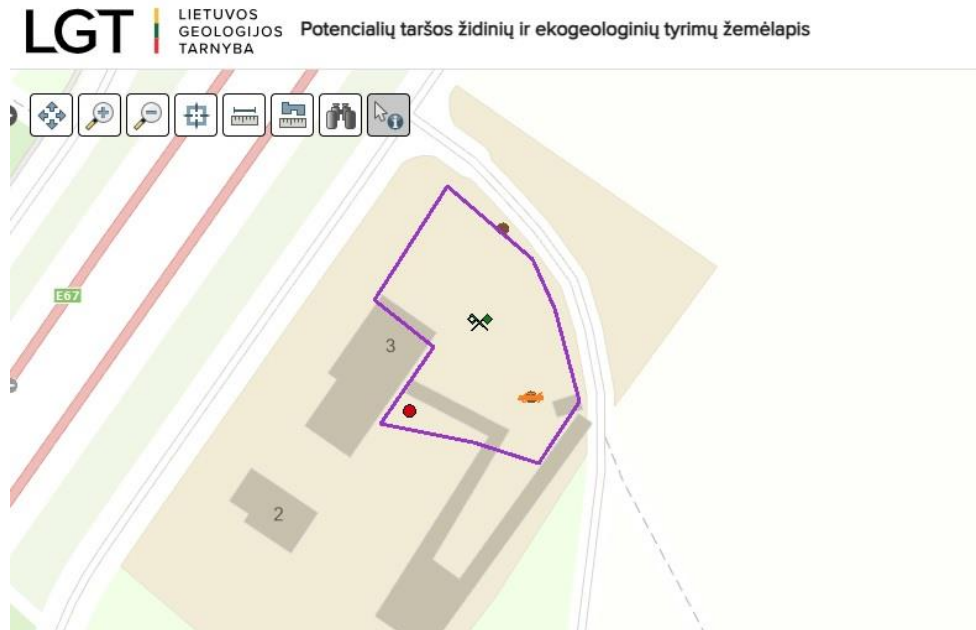 LGT
LIETUVOS
GEOLOGIJOS
TARNYBA
Potencialių taršos židinių ir ekogeologinių tyrimų žemėlapis
E67
3
2